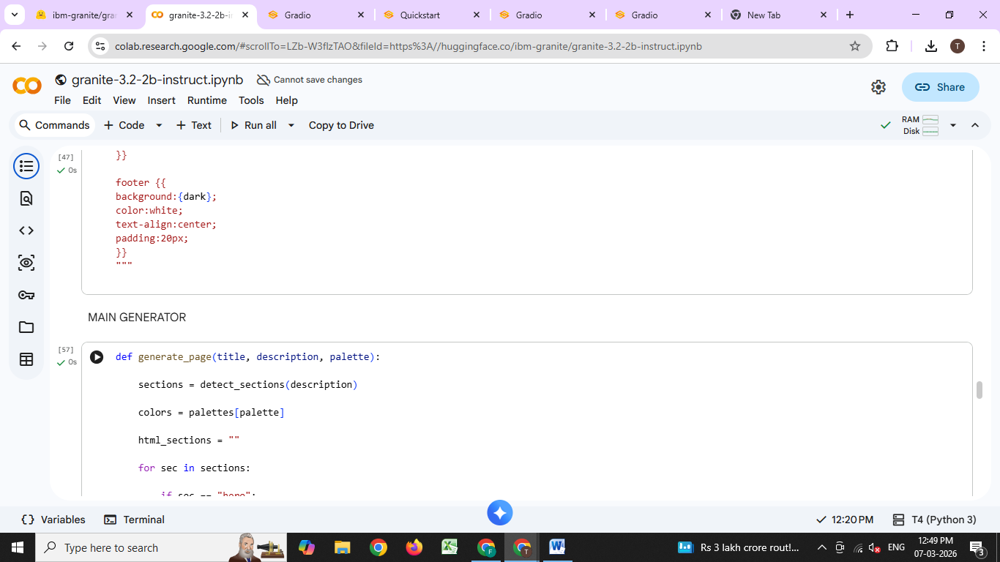 ibm-granite/gra
granite-3.2-2b-i
Gradio
Quickstart
Gradio
Gradio
New Tab
colab.research.google.com/#scrollTo=LZb-W3flzTAO&fileId=https%3A//huggingface.co/ibm-granite/granite-3.2-2b-instruct.ipynb
T
granite-3.2-2b-instruct.ipynb
Cannot save changes
File Edit View Insert Runtime Tools Help
Share
Commands + Code + Text Run all Copy to Drive
RAM
Disk
[47]
0s
}}
footer {{
background:{dark};
color:white;
text-align:center;
padding:20px;
}}
"""
MAIN GENERATOR
[57]
0s
def generate_page(title, description, palette):
sections = detect_sections(description)
colors = palettes[palette]
html_sections = ""
for sec in sections:
if sec == "hero":
{} Variables Terminal
12:20 PM T4 (Python 3)
Type here to search
Rs 3 lakh crore rout!...
ENG
12:49 PM
07-03-2026
3